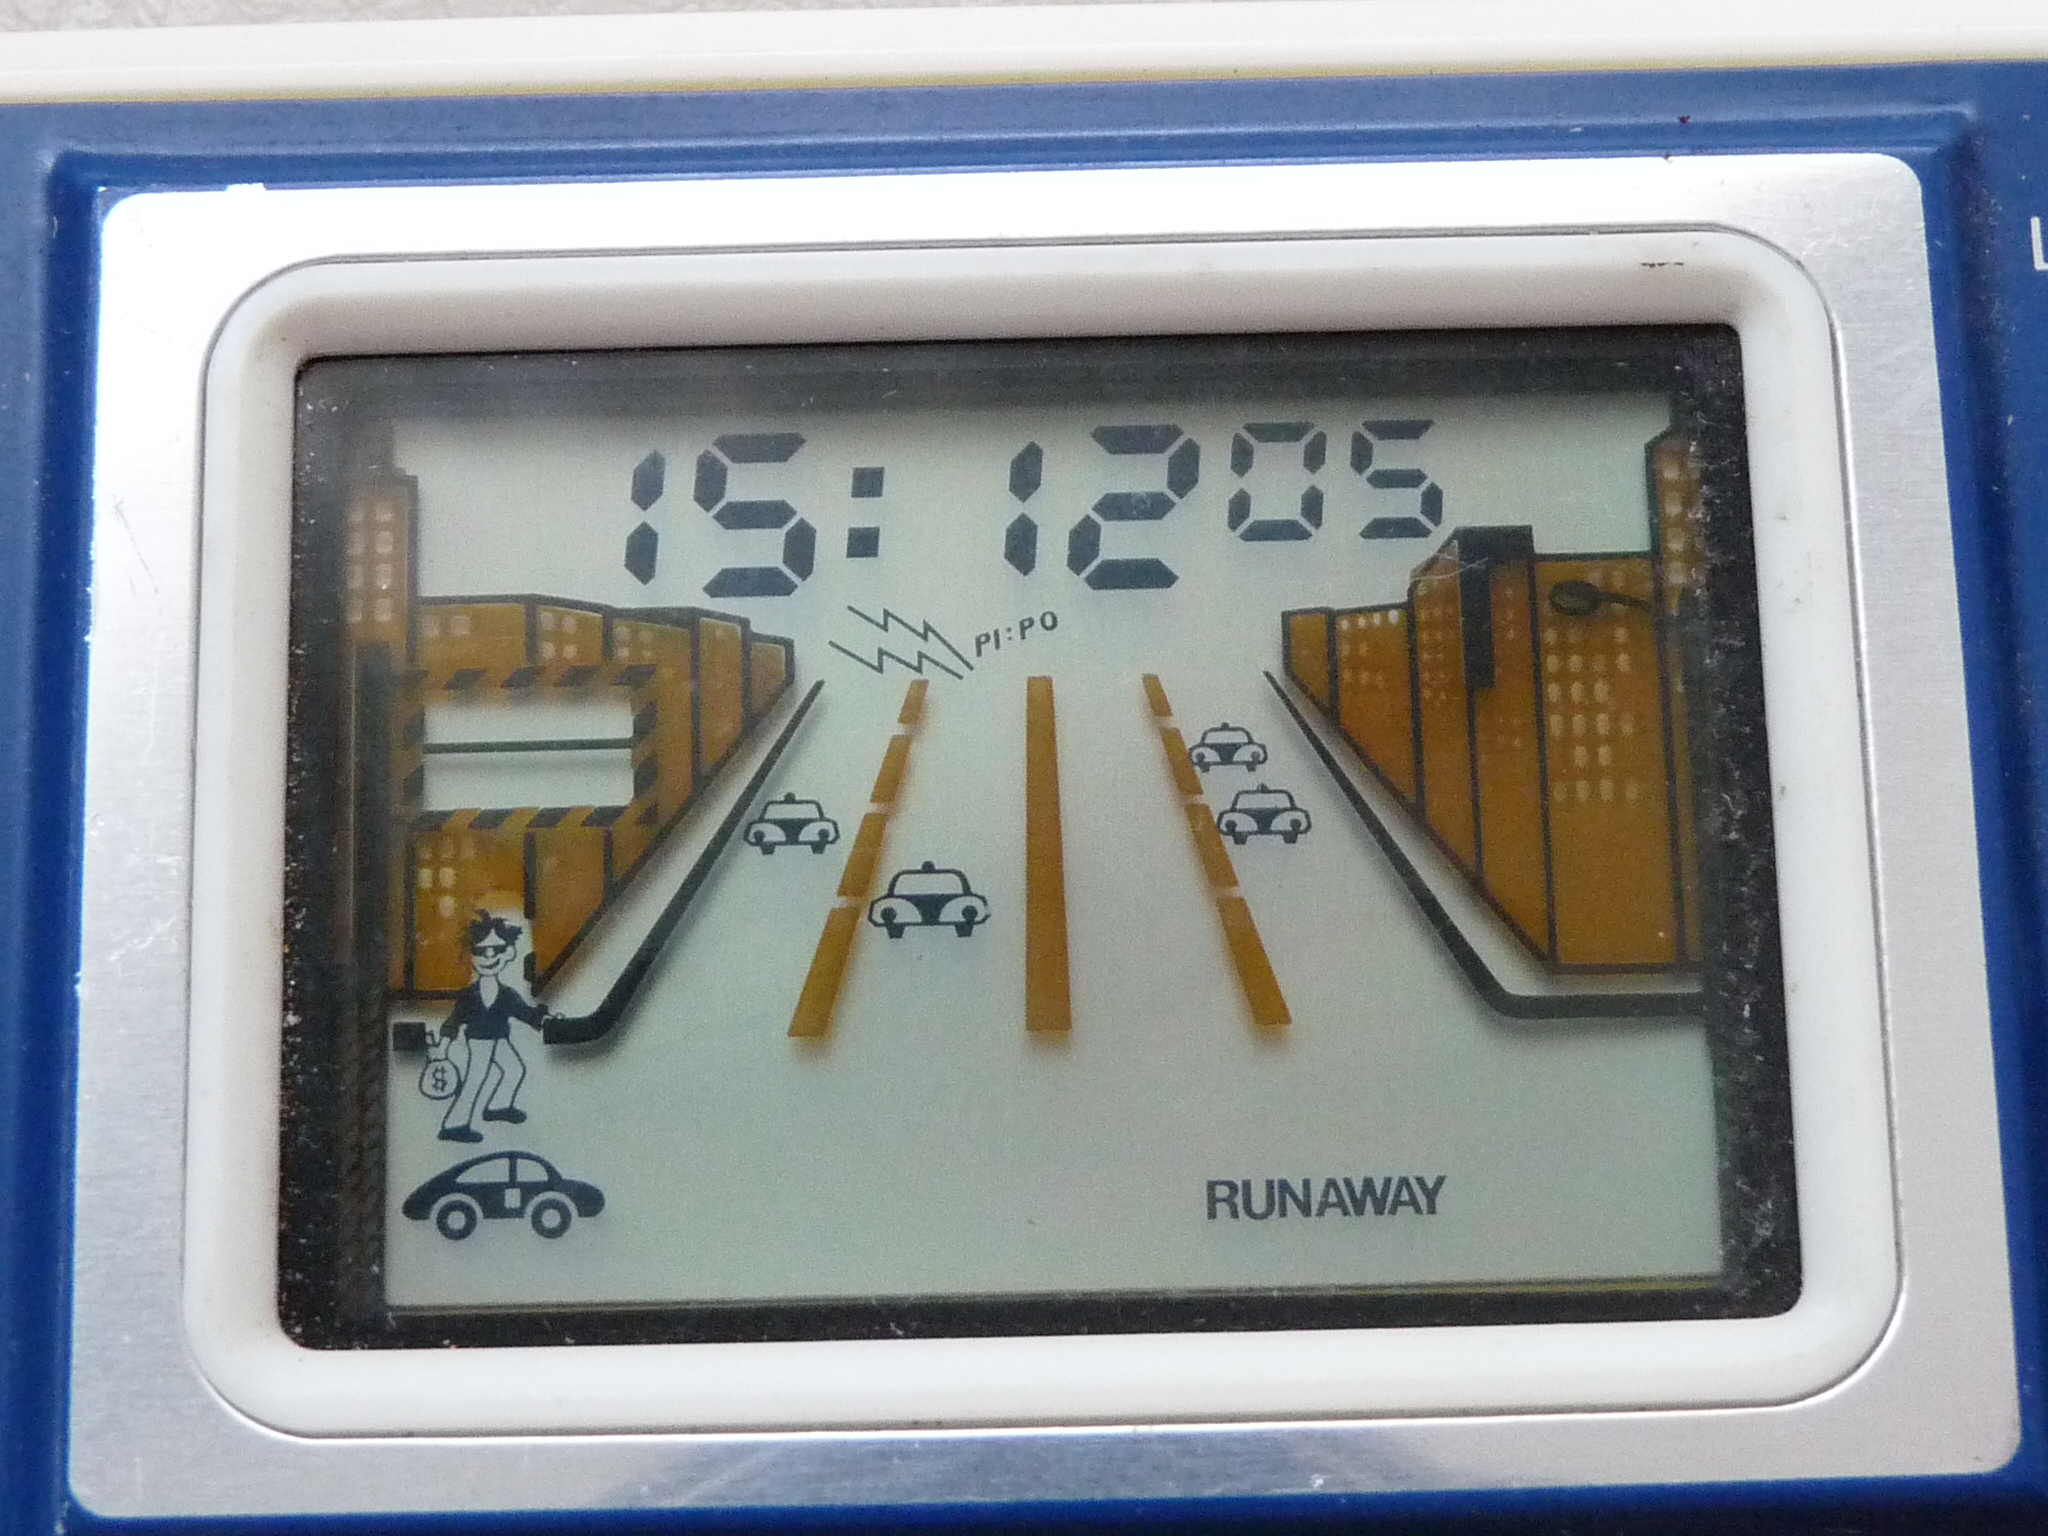 15:12 05
PI:PO
$
RUNAWAY
L